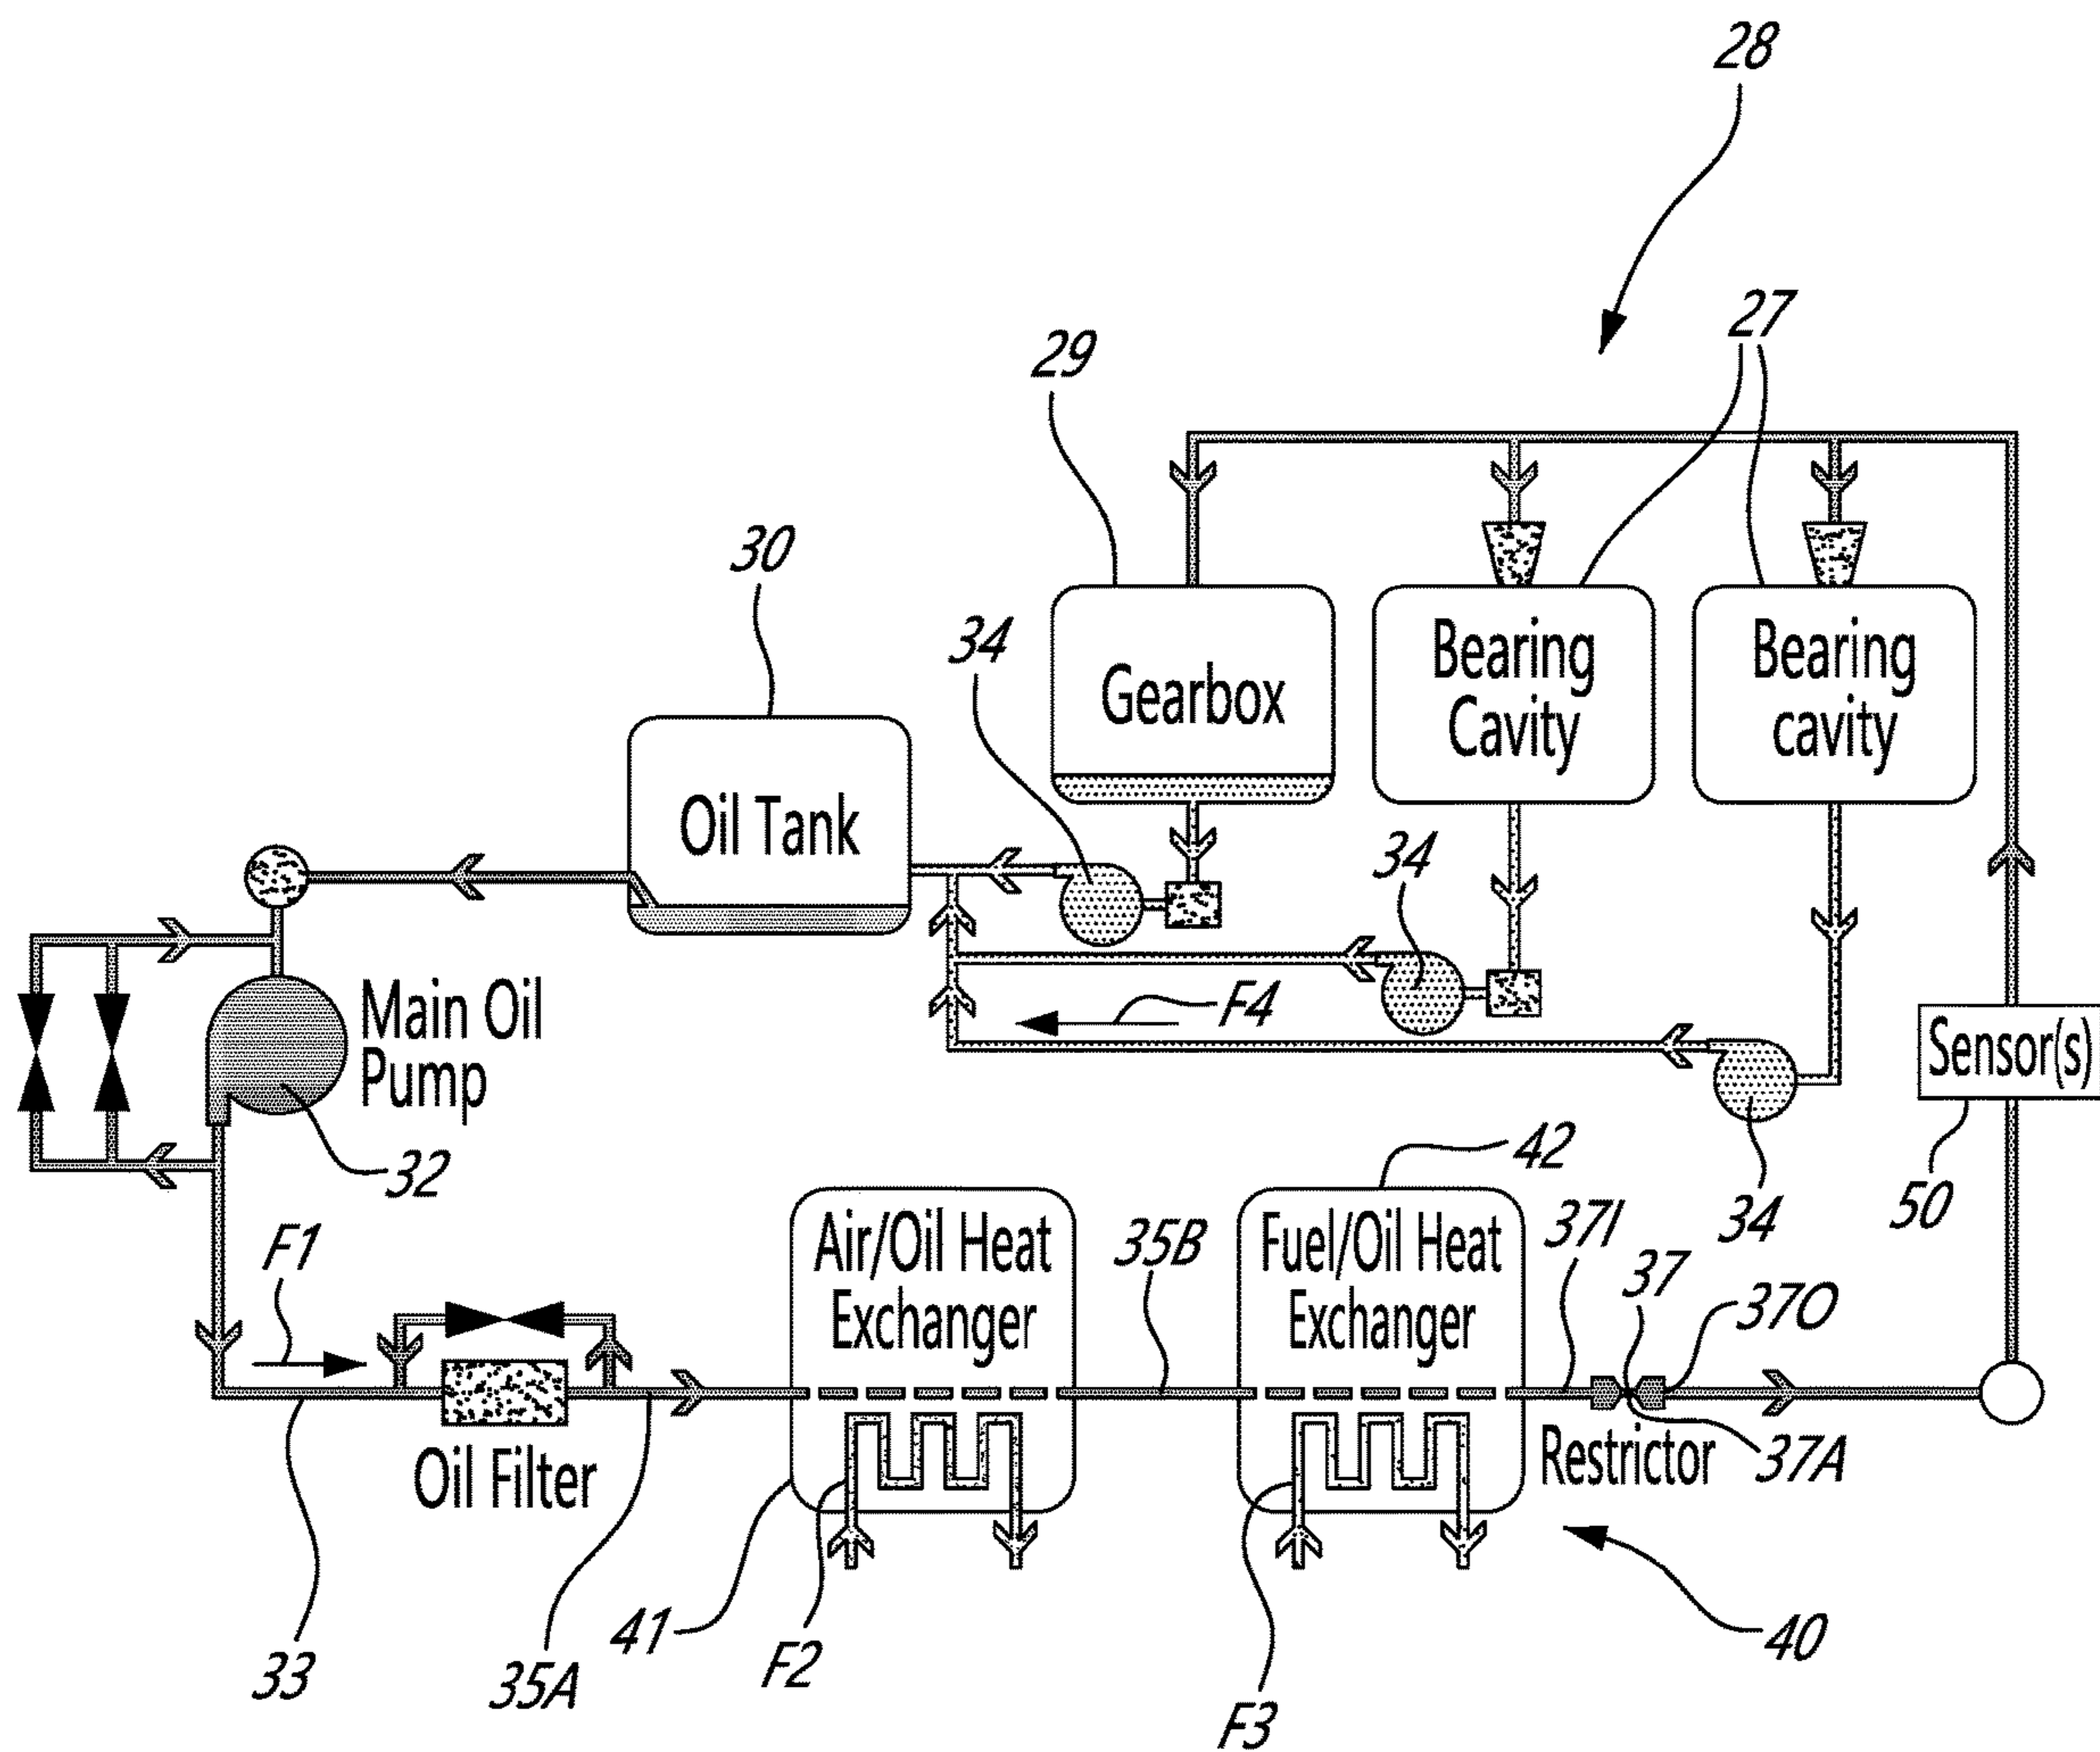 28
27
29
30
34
Gearbox
Bearing
Cavity
Bearing
cavity
Oil Tank
34
F4
Main Oil
Pump
Sensor(s)
32
42
50
34
F1
Air/Oil Heat
Exchanger
35B
Fuel/Oil Heat
Exchanger
37I
37
37O
Oil Filter
Restrictor
37A
33
35A
41
F2
F3
40